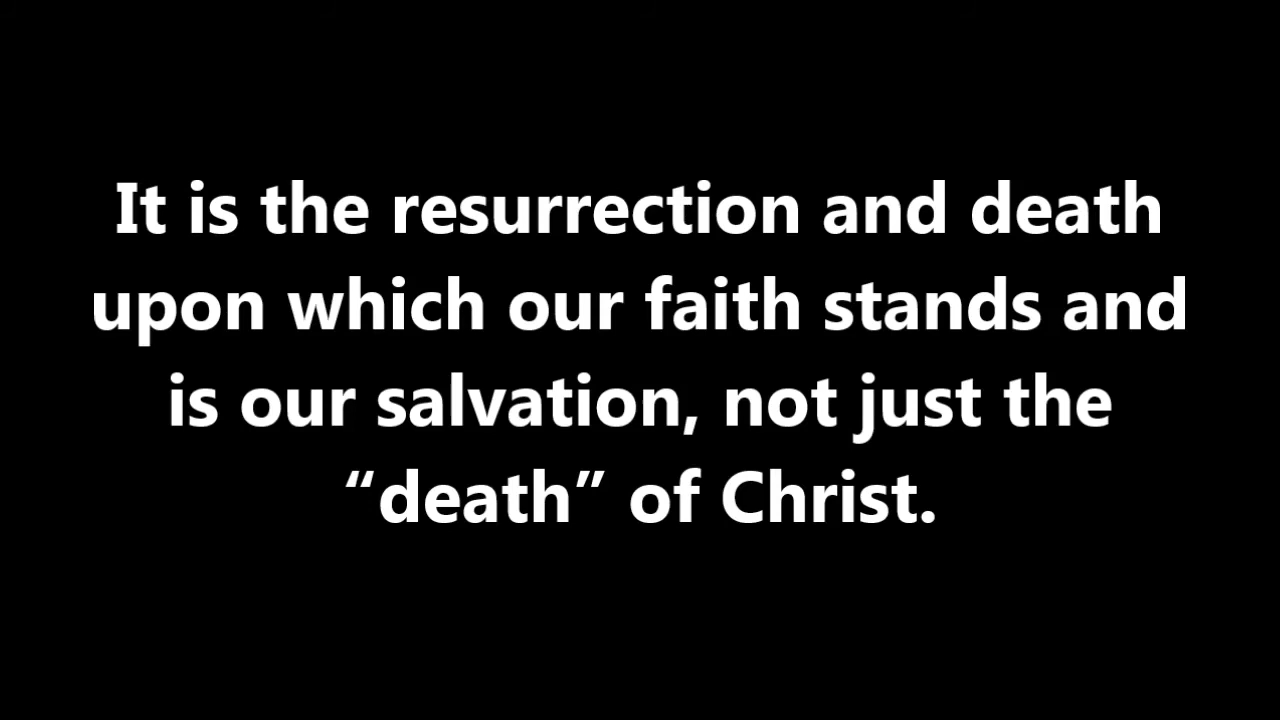 It is the resurrection and death
upon which our faith stands and
is our salvation, not just the
“death” of Christ.